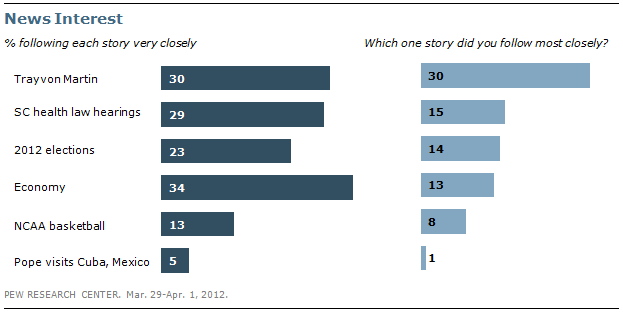 News Interest
% following each story very closely
Which one story did you follow most closely?
Trayvon Martin 30 30
SC health law hearings 29 15
2012 elections 23 14
Economy 34 13
NCAA basketball 13 8
Pope visits Cuba, Mexico 5 1
PEW RESEARCH CENTER. Mar. 29-Apr. 1, 2012.